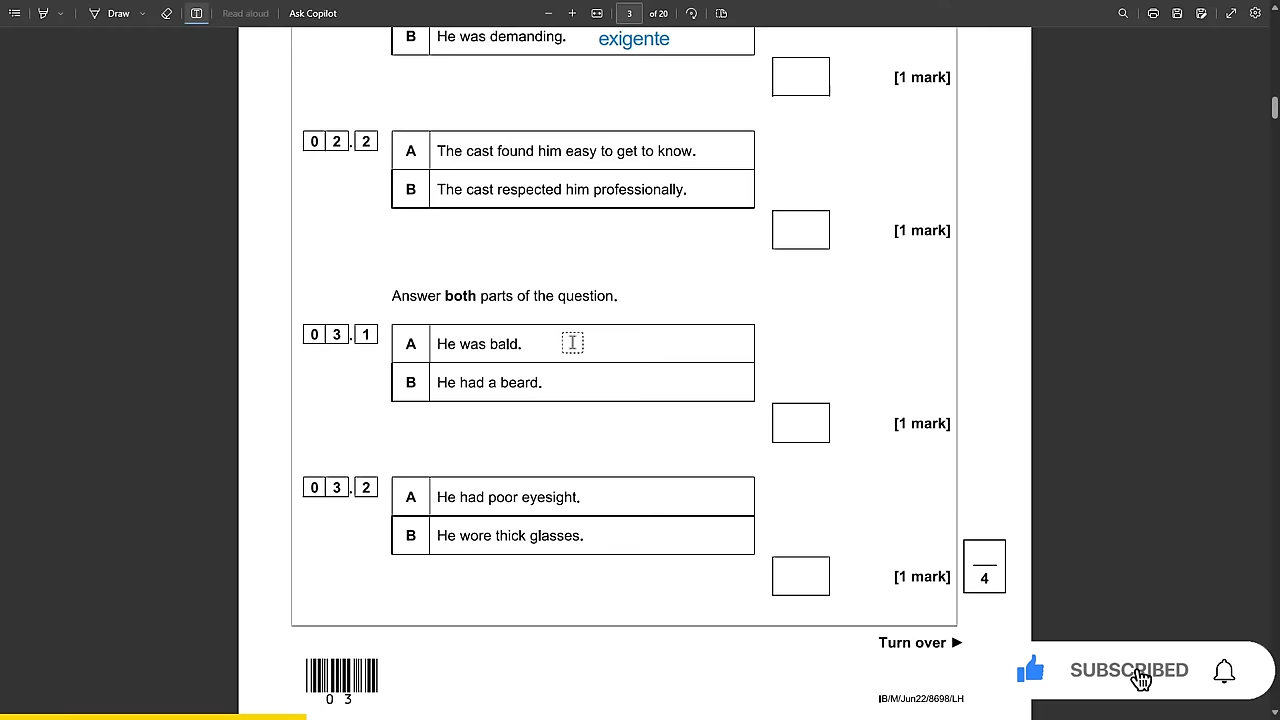 Draw Read aloud Ask Copilot 3 of 20
B He was demanding. exigente
[1 mark]
0 2 . 2 A The cast found him easy to get to know.
B The cast respected him professionally.
[1 mark]
Answer both parts of the question.
0 3 . 1 A He was bald.
B He had a beard.
[1 mark]
0 3 . 2 A He had poor eyesight.
B He wore thick glasses.
[1 mark]
4
Turn over ►
SUBSCRIBED
0 3
IB/M/Jun22/8698/LH